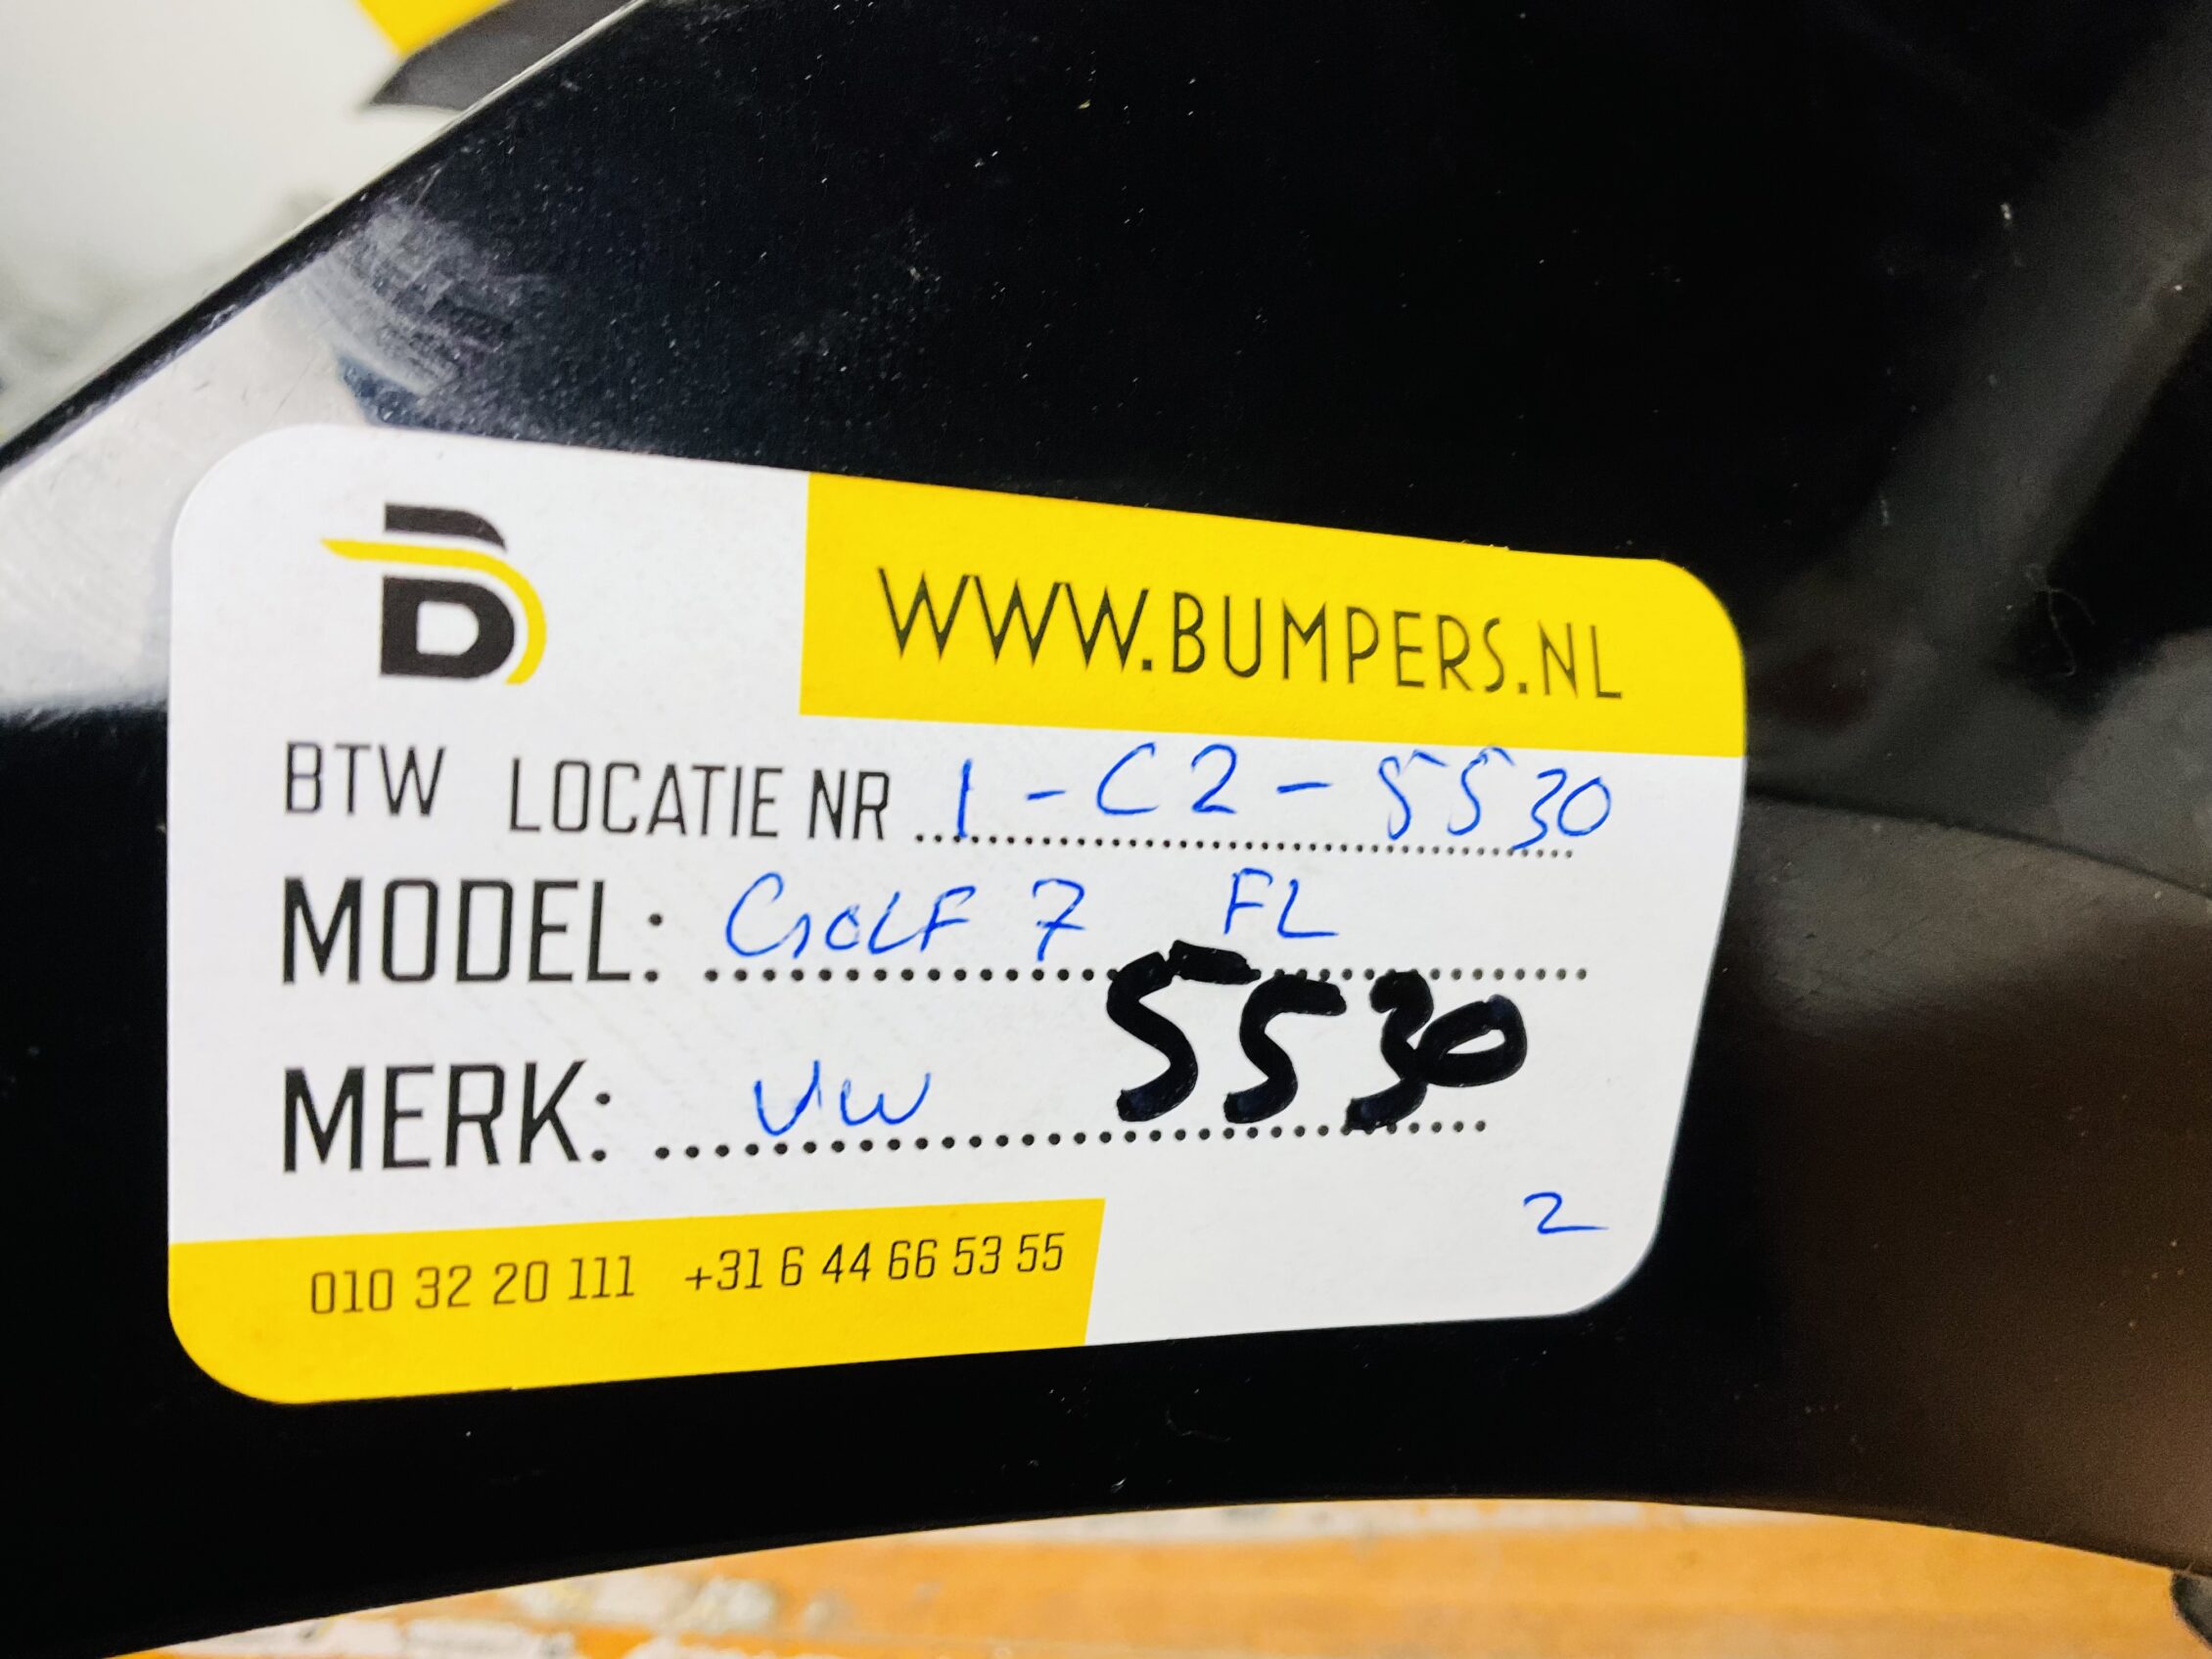 B
WWW.BUMPERS.NL
BTW LOCATIE NR 1-C2-5530
MODEL: GOLF 7 FL
5530
MERK: VW
2
010 32 20 111 +31 6 44 66 53 55